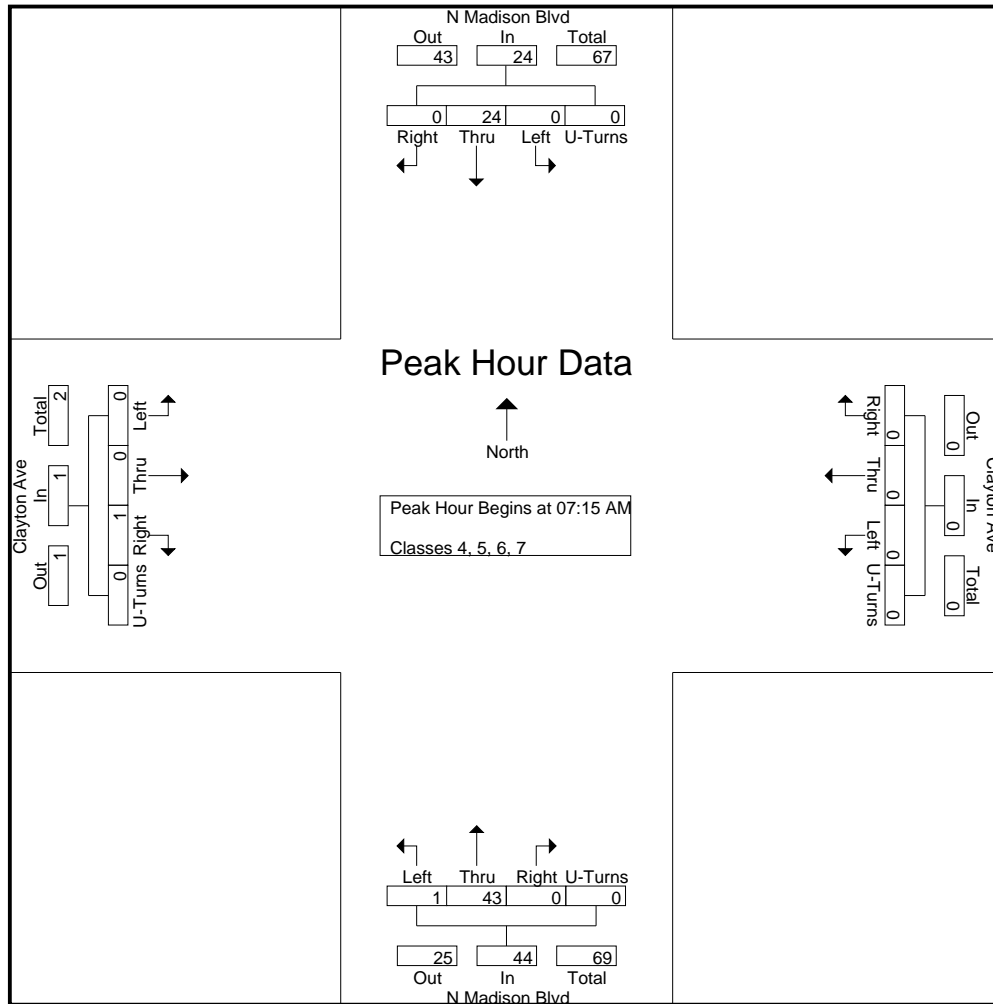 N Madison Blvd
Out In Total
43 24 67
0 24 0 0
Right Thru Left U-Turns
Peak Hour Data
North
Peak Hour Begins at 07:15 AM
Classes 4, 5, 6, 7
Clayton Ave
Out In Total
1 1 2
0 1 0 0
U-Turns Right Thru Left
Clayton Ave
Out In Total
0 0 0
0 0 0 0
Right Thru Left U-Turns
Left Thru Right U-Turns
1 43 0 0
25 44 69
Out In Total
N Madison Blvd